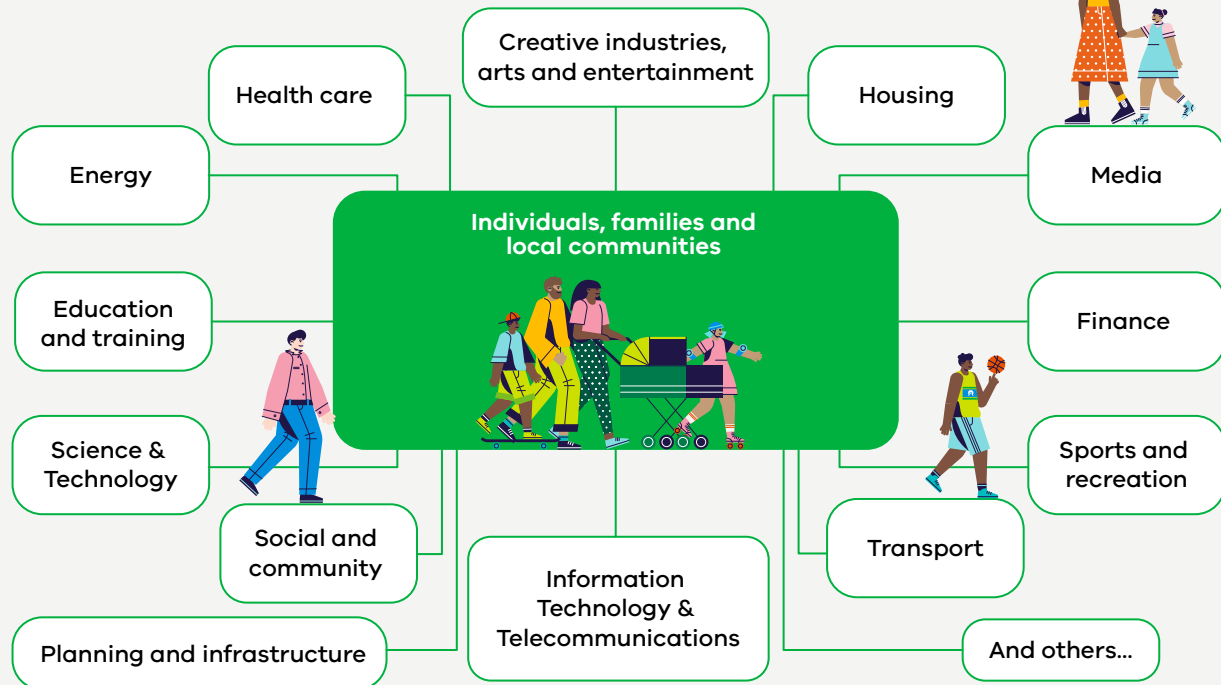 Creative industries,
arts and entertainment
Health care
Housing
Energy
Media
Individuals, families and
local communities
Education
and training
Finance
Science &
Technology
Sports and
recreation
Social and
community
Transport
Information
Technology &
Telecommunications
Planning and infrastructure
And others...